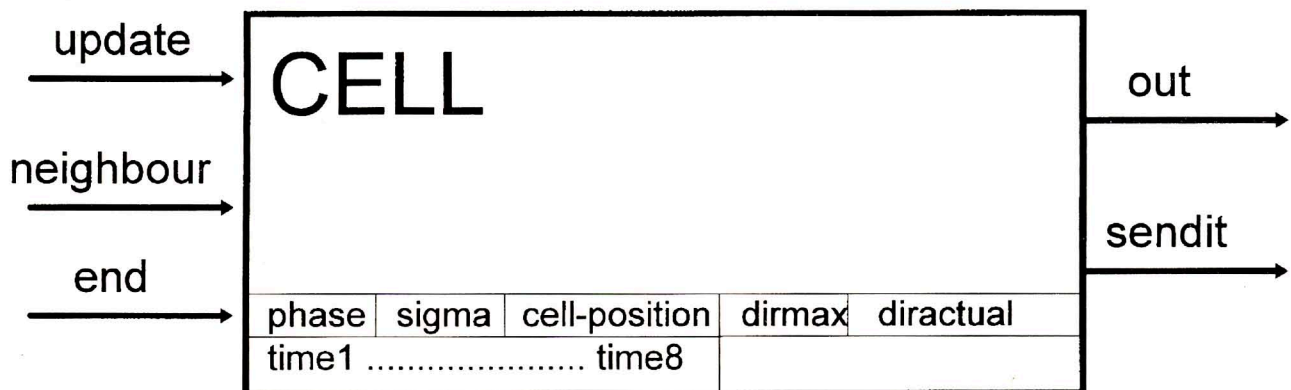 update
CELL
out
neighbour
sendit
end
phase sigma cell-position dirmax diractual
time1 ...................... time8